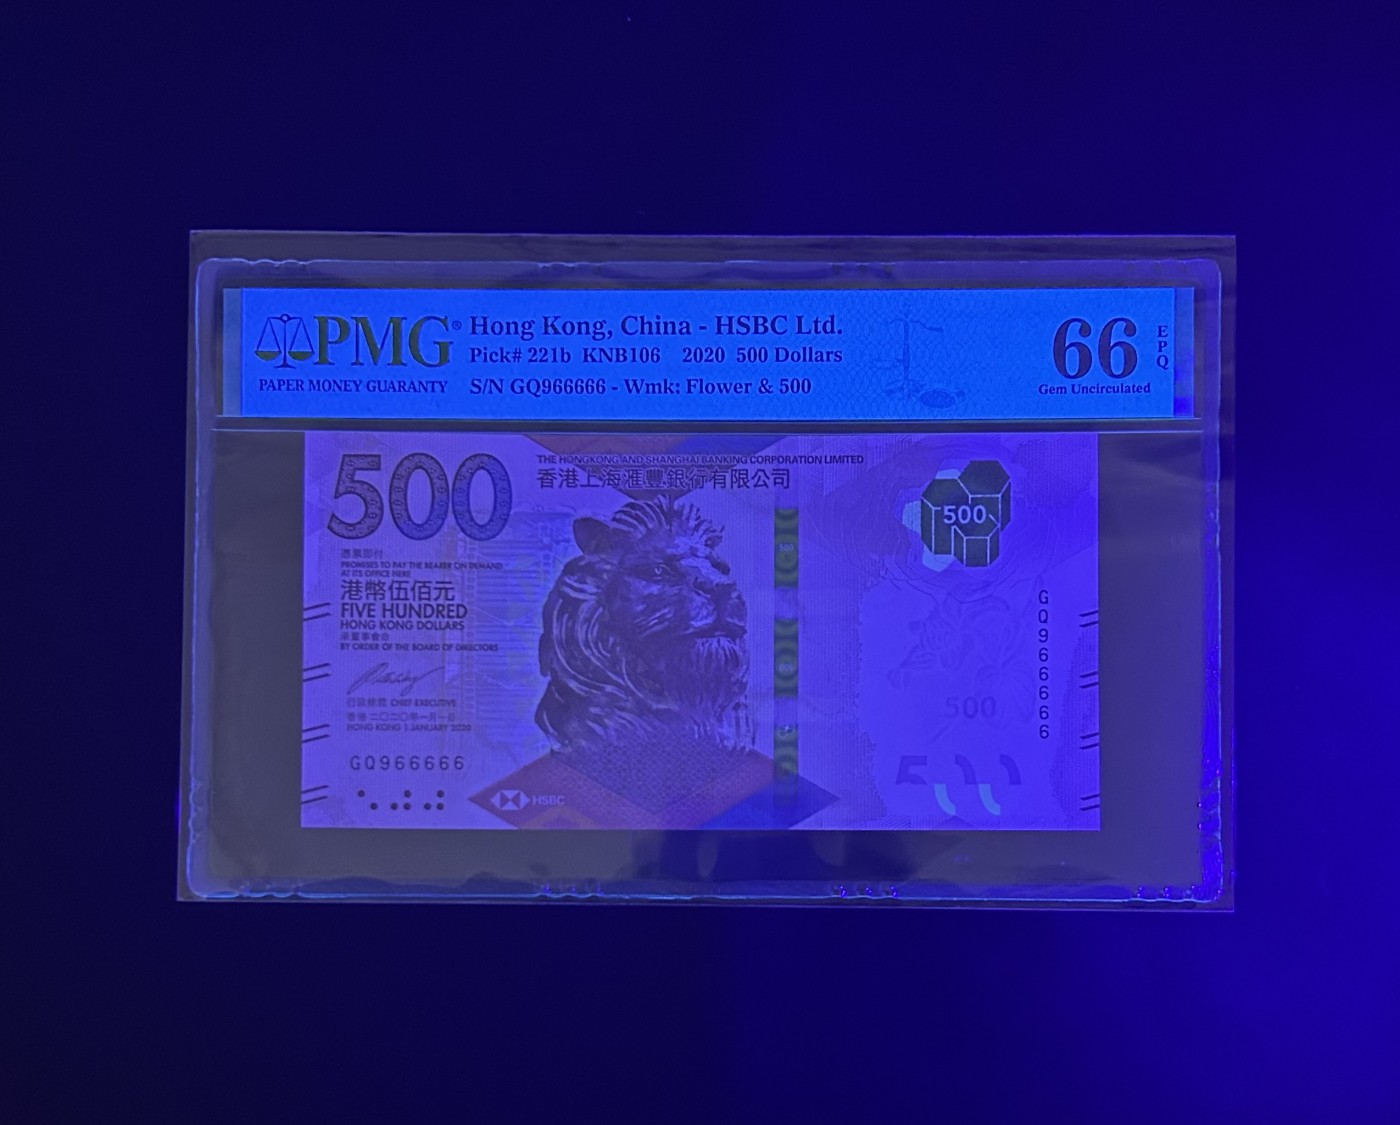 PMG®
PAPER MONEY GUARANTY
Hong Kong, China - HSBC Ltd.
Pick# 221b KNB106 2020 500 Dollars
S/N GQ966666 - Wmk: Flower & 500
66
EPQ
Gem Uncirculated
500
THE HONGKONG AND SHANGHAI BANKING CORPORATION LIMITED
香港上海滙豐銀行有限公司
憑票即付
PROMISES TO PAY THE BEARER ON DEMAND
AT ITS OFFICE HERE
港幣伍佰元
FIVE HUNDRED
HONG KONG DOLLARS
承董事會命
BY ORDER OF THE BOARD OF DIRECTORS
行政總裁 CHIEF EXECUTIVE
香港 二〇二〇年一月一日
HONG KONG 1 JANUARY 2020
GQ966666
HSBC
500
GQ966666
500